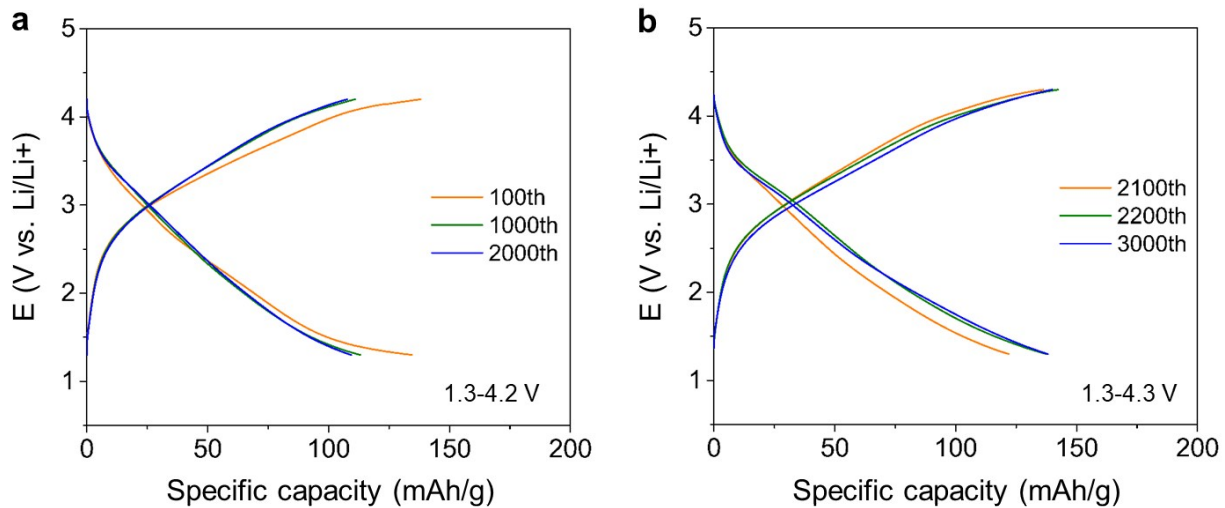 a
5
4
3
2
1
E (V vs. Li/Li+)
100th
1000th
2000th
1.3-4.2 V
0
50
100
150
200
Specific capacity (mAh/g)
b
5
4
3
2
1
E (V vs. Li/Li+)
2100th
2200th
3000th
1.3-4.3 V
0
50
100
150
200
Specific capacity (mAh/g)